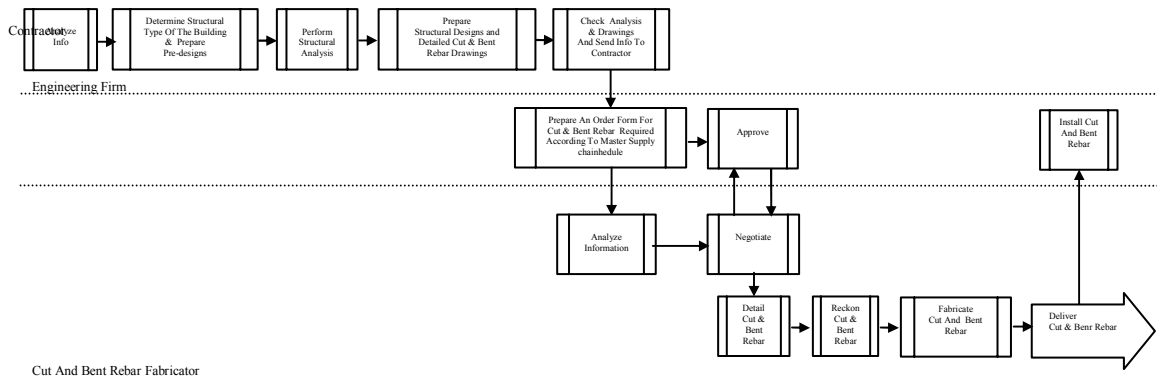 Contractor
Analyze
Info
Determine Structural
Type Of The Building
& Prepare
Pre-designs
Perform
Structural
Analysis
Prepare
Structural Designs and
Detailed Cut & Bent
Rebar Drawings
Check Analysis
& Drawings
And Send Info To
Contractor
Engineering Firm
Prepare An Order Form For
Cut & Bent Rebar Required
According To Master Supply
chainhedule
Approve
Install Cut
And Bent
Rebar
Analyze
Information
Negotiate
Detail
Cut &
Bent
Rebar
Reckon
Cut &
Bent
Rebar
Fabricate
Cut And Bent
Rebar
Deliver
Cut & Benr Rebar
Cut And Bent Rebar Fabricator